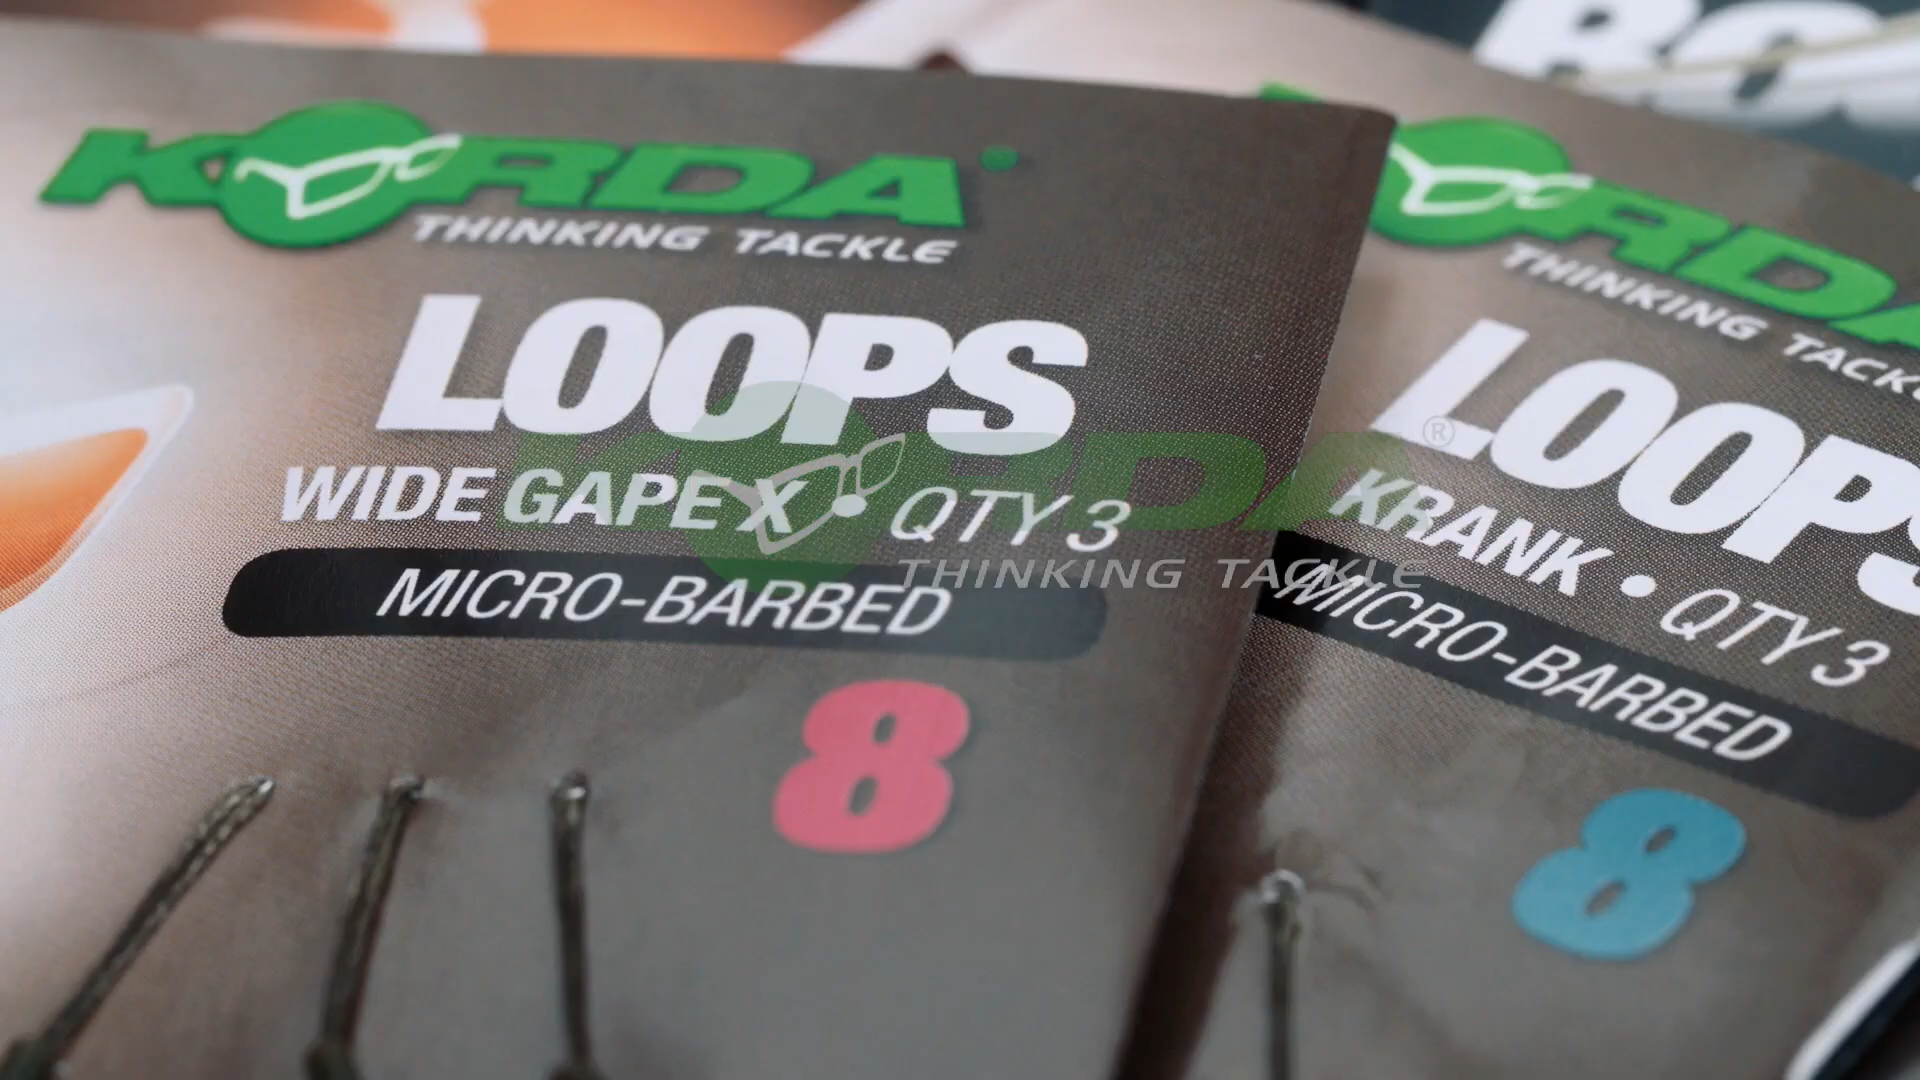 KORDA
THINKING TACKLE
LOOPS
WIDE GAPE X • QTY 3
MICRO-BARBED
8
KORDA
THINKING TACKLE
LOOPS
KRANK • QTY 3
MICRO-BARBED
8
KORDA®
THINKING TACKLE